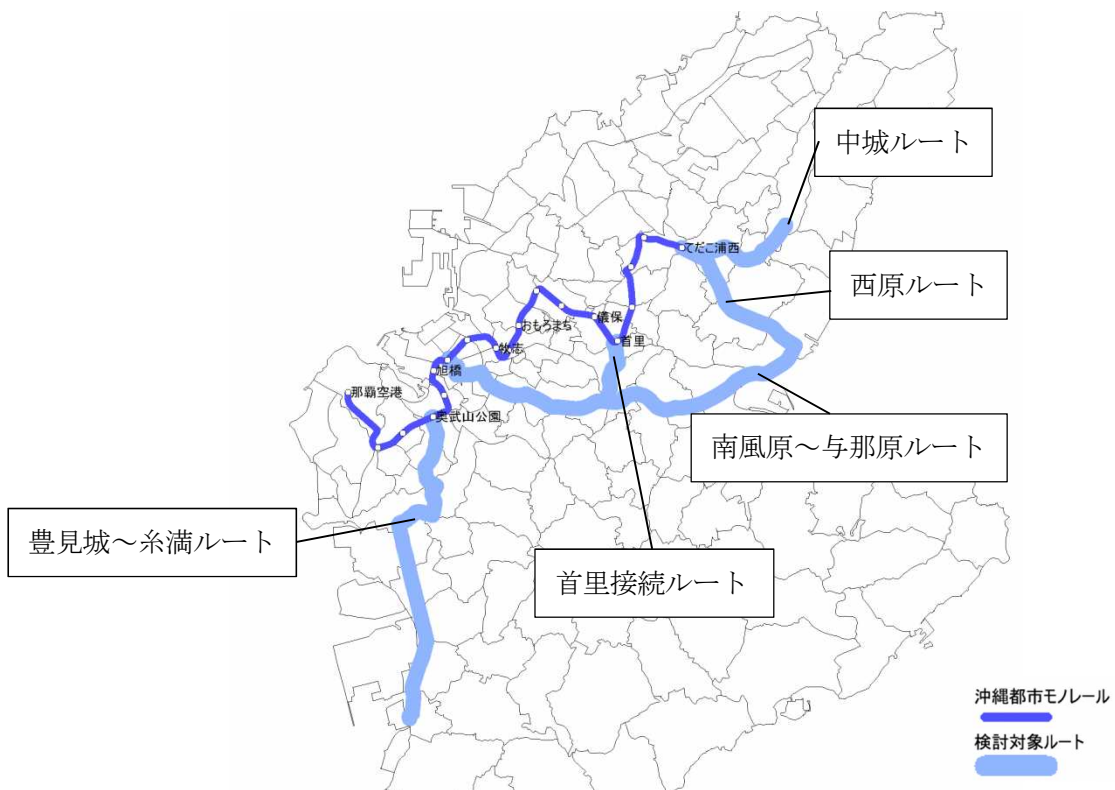 中城ルート
西原ルート
てだこ浦西
おもろまち
儀保
首里
牧志
旭橋
那覇空港
奥武山公園
南風原～与那原ルート
豊見城～糸満ルート
首里接続ルート
沖縄都市モノレール
検討対象ルート